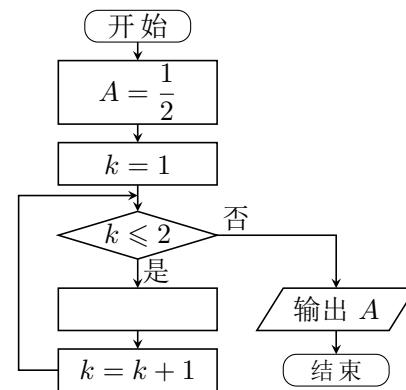 开始
A = 1/2
k = 1
k ⩽ 2
否
是
输出 A
k = k + 1
结束